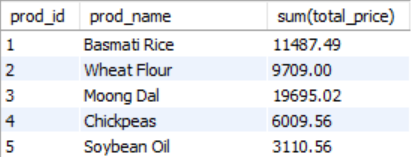 prod_id prod_name sum(total_price)
1 Basmati Rice 11487.49
2 Wheat Flour 9709.00
3 Moong Dal 19695.02
4 Chickpeas 6009.56
5 Soybean Oil 3110.56